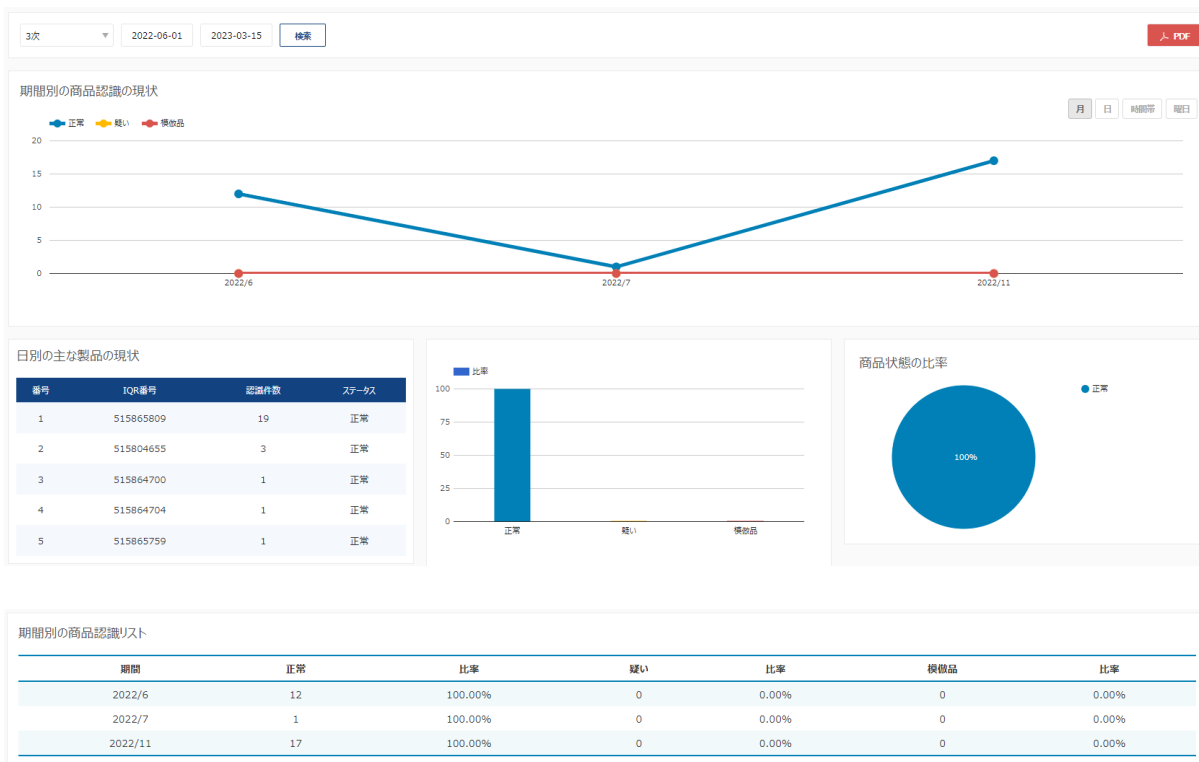 3次 2022-06-01 2023-03-15 検索 PDF
期間別の商品認識の現状
月 日 時間帯 曜日
正常 疑い 模倣品
20
15
10
5
0
2022/6 2022/7 2022/11
日別の主な製品の現状
番号 IQR番号 認識件数 ステータス
1 515865809 19 正常
2 515804655 3 正常
3 515864700 1 正常
4 515864704 1 正常
5 515865759 1 正常
比率
100
75
50
25
0
正常 疑い 模倣品
商品状態の比率
正常
100%
期間別の商品認識リスト
期間 正常 比率 疑い 比率 模倣品 比率
2022/6 12 100.00% 0 0.00% 0 0.00%
2022/7 1 100.00% 0 0.00% 0 0.00%
2022/11 17 100.00% 0 0.00% 0 0.00%